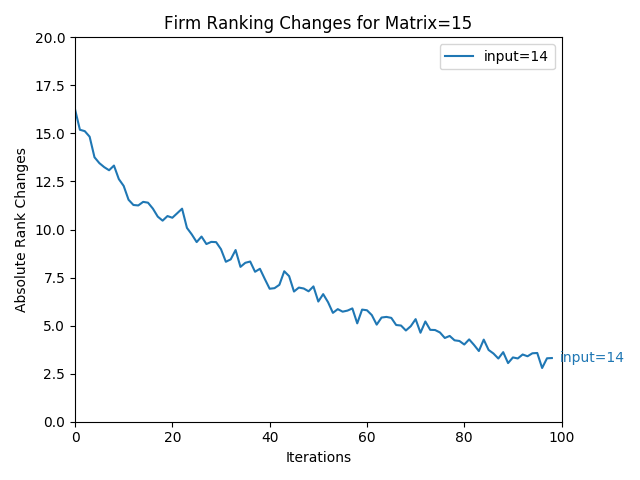 Firm Ranking Changes for Matrix=15
20.0
17.5
15.0
12.5
10.0
7.5
5.0
2.5
0.0
Absolute Rank Changes
input=14
input=14
0 20 40 60 80 100
Iterations